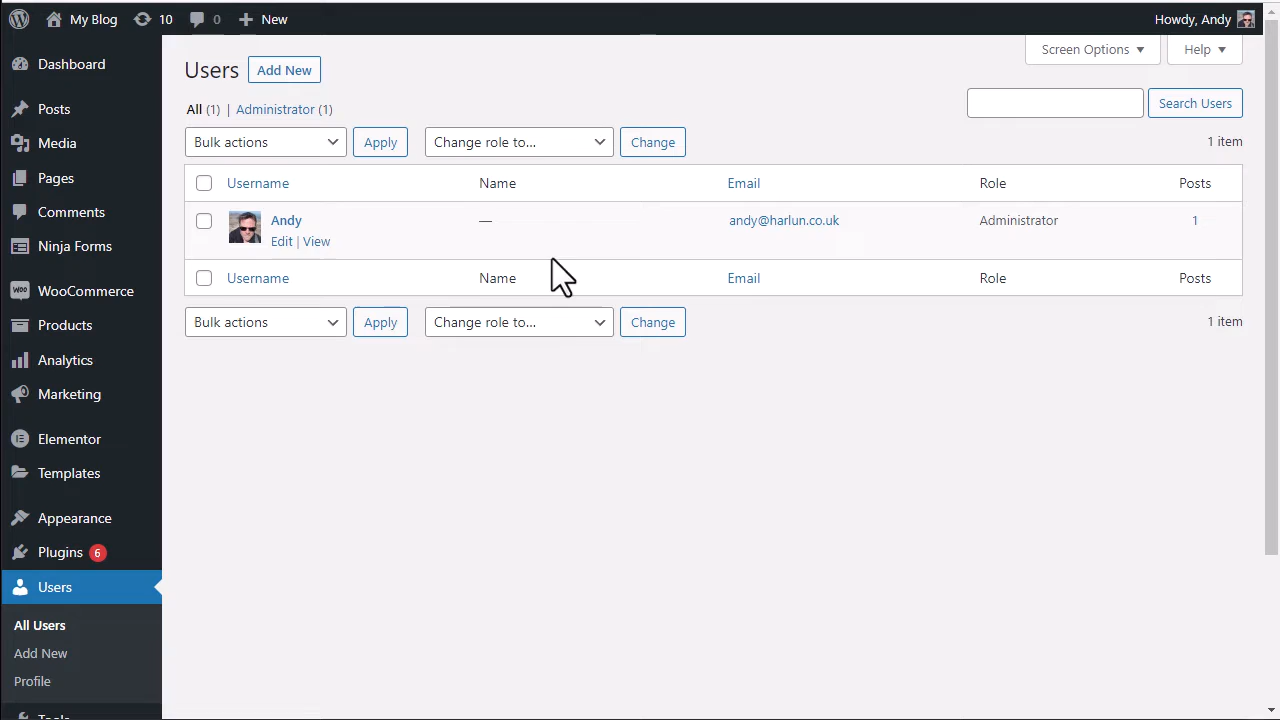 My Blog 10 0 New Howdy, Andy
Screen Options Help
Users Add New
All (1) | Administrator (1)
Search Users
Bulk actions Apply Change role to... Change 1 item
Username Name Email Role Posts
Andy — andy@harlun.co.uk Administrator 1
Edit | View
Username Name Email Role Posts
Bulk actions Apply Change role to... Change 1 item
Dashboard
Posts
Media
Pages
Comments
Ninja Forms
Woo WooCommerce
Products
Analytics
Marketing
Elementor
Templates
Appearance
Plugins 6
Users
All Users
Add New
Profile
Tools